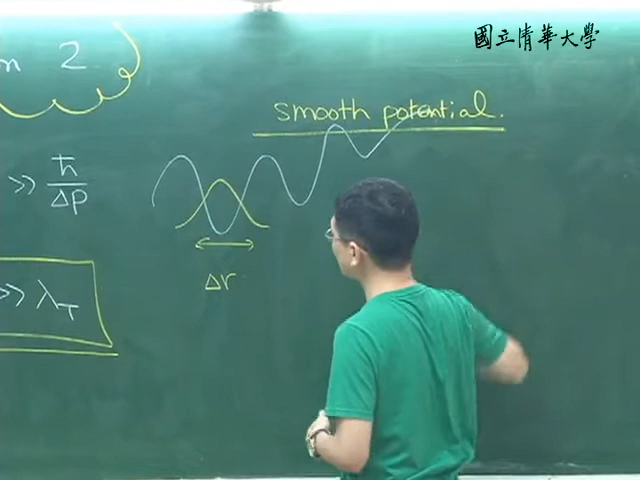 國立清華大學
n 2
smooth potential.
>> ℏ/Δp
Δr
>> λ_T